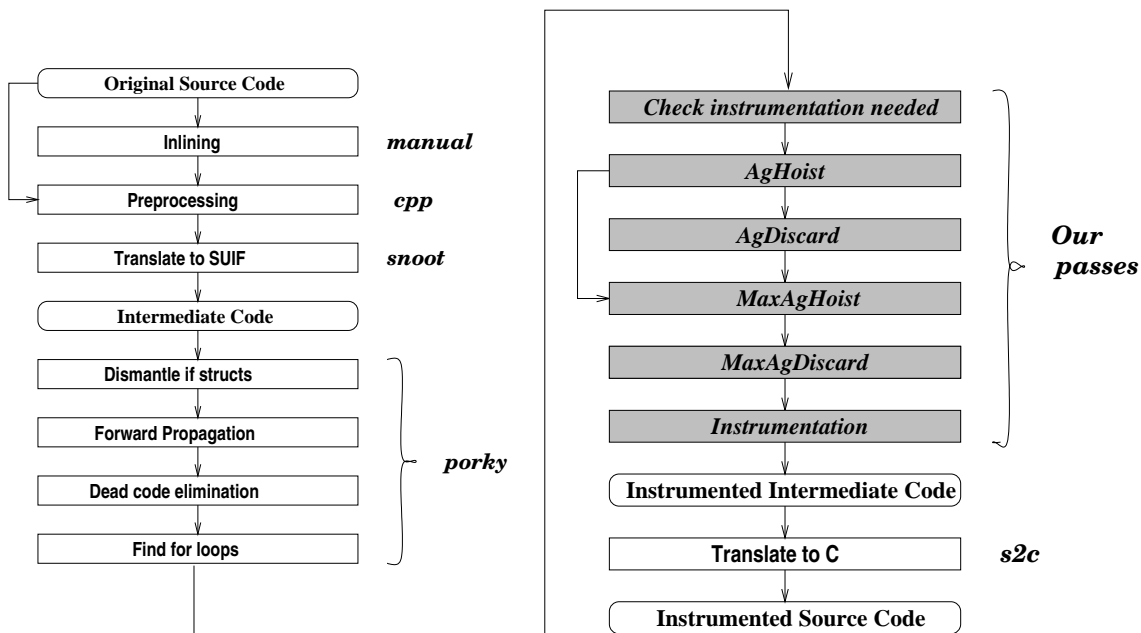 Original Source Code
Inlining
manual
Preprocessing
cpp
Translate to SUIF
snoot
Intermediate Code
Dismantle if structs
Forward Propagation
porky
Dead code elimination
Find for loops
Check instrumentation needed
AgHoist
AgDiscard
Our
passes
MaxAgHoist
MaxAgDiscard
Instrumentation
Instrumented Intermediate Code
Translate to C
s2c
Instrumented Source Code